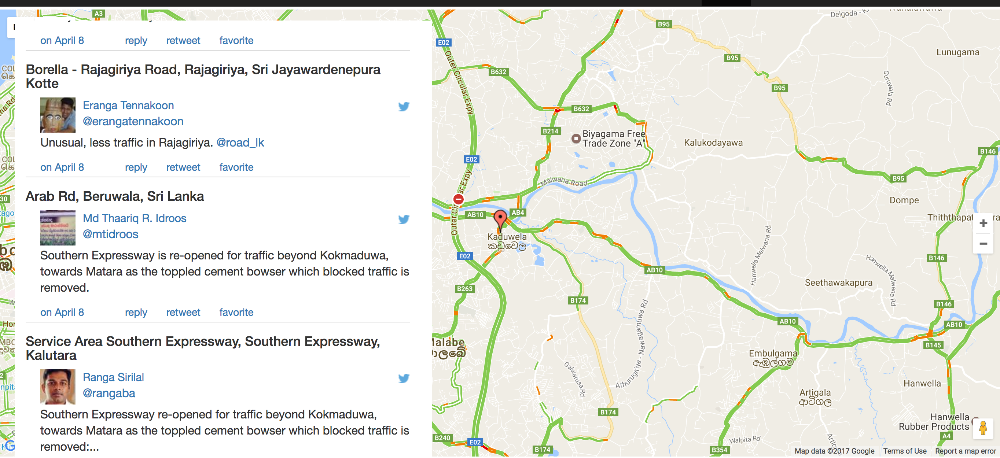 on April 8 reply retweet favorite
Borella - Rajagiriya Road, Rajagiriya, Sri Jayawardenepura
Kotte
Eranga Tennakoon
@erangatennakoon
Unusual, less traffic in Rajagiriya. @road_lk
on April 8 reply retweet favorite
Arab Rd, Beruwala, Sri Lanka
Md Thaariq R. Idroos
@mtidroos
Southern Expressway is re-opened for traffic beyond Kokmaduwa,
towards Matara as the toppled cement bowser which blocked traffic is
removed.
on April 8 reply retweet favorite
Service Area Southern Expressway, Southern Expressway,
Kalutara
Ranga Sirilal
@rangaba
Southern Expressway re-opened for traffic beyond Kokmaduwa,
towards Matara as the toppled cement bowser which blocked traffic is
removed:...
A3
30
Delgoda
B95
E02
Outer Circular Expy
Lunugama
B95
B632
Guruwala Rd
B95
B632
B214
Biyagama Free
Trade Zone "A"
Kalukodayawa
B146
E02
Malwana Road
B95
Dompe
AB10
AB4
Kaduwela
කඩුවෙල
Hanwella Malwana Rd
E02
B146
AB10
Hanwella Malwana Rd
Seethawakapura
B263
B174
B146
AB10
AB10
B145
Malabe
මාලබේ
Athurugiriya - Nawagamuwa Rd
Galwarusa Rd
Embulgama
ඇඹුල්ගම
Hanwella
Artigala
ආටිගල
B174
Hanwella
Rubber Products
B240
E02
B174
B354
Walpita Rd
A4
Map data ©2017 Google Terms of Use Report a map error